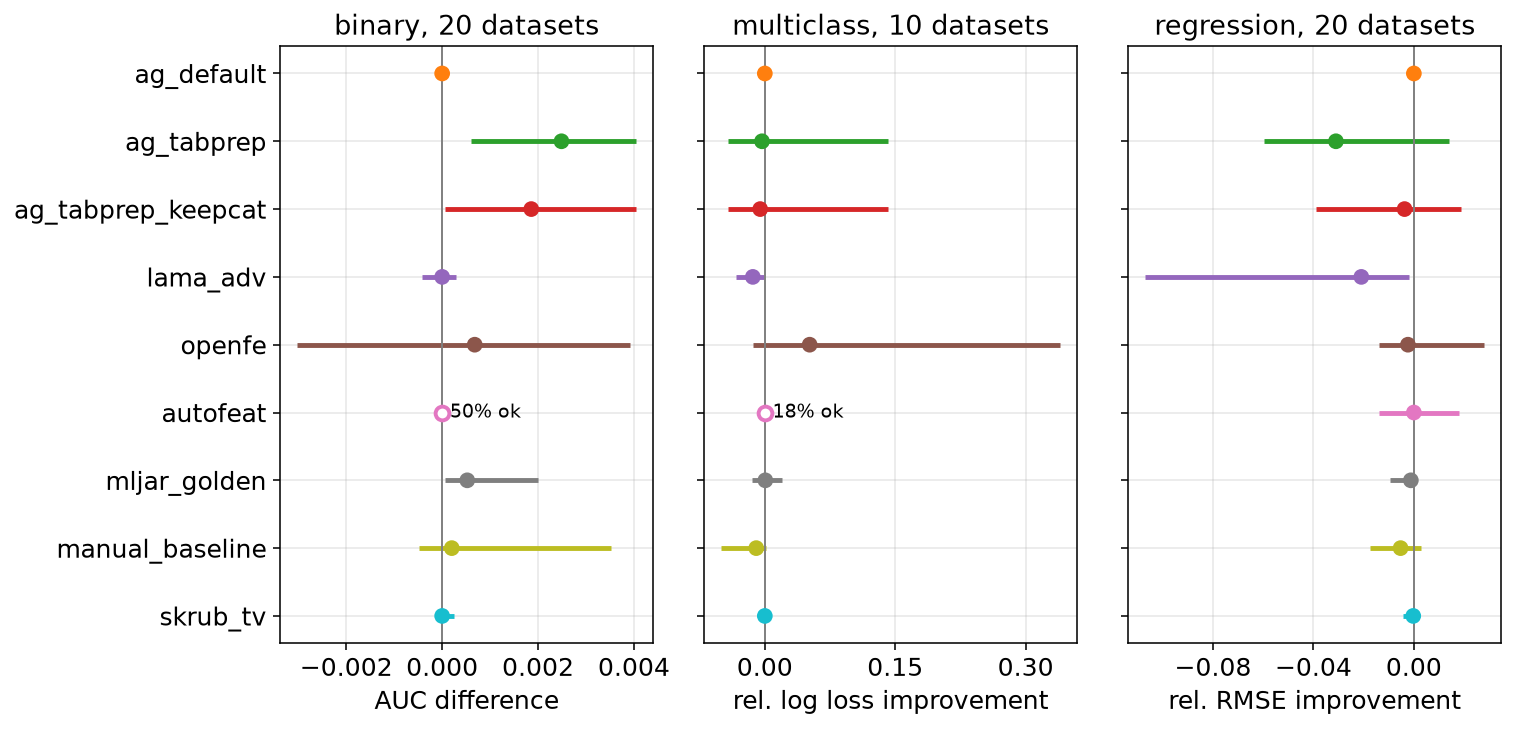 binary, 20 datasets
multiclass, 10 datasets
regression, 20 datasets
ag_default
ag_tabprep
ag_tabprep_keepcat
lama_adv
openfe
autofeat
50% ok
18% ok
mljar_golden
manual_baseline
skrub_tv
−0.002 0.000 0.002 0.004
0.00 0.15 0.30
−0.08 −0.04 0.00
AUC difference
rel. log loss improvement
rel. RMSE improvement